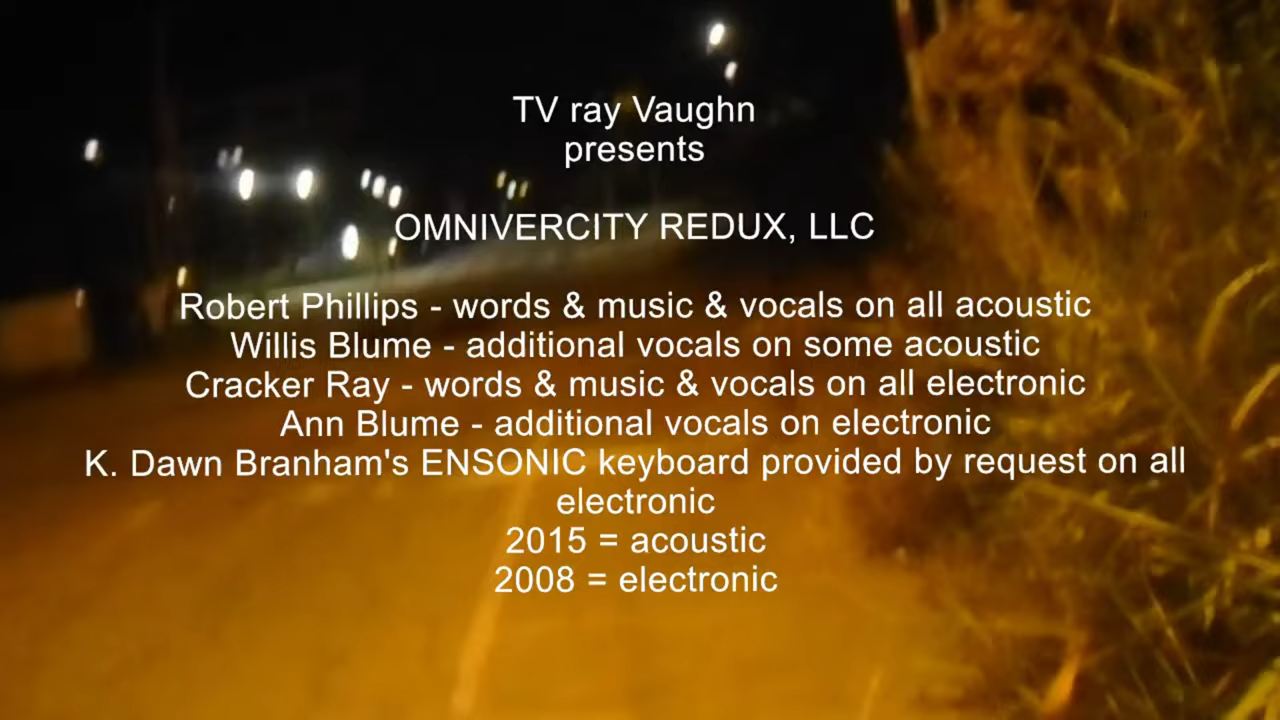 TV ray Vaughn
presents
OMNIVERCITY REDUX, LLC
Robert Phillips - words & music & vocals on all acoustic
Willis Blume - additional vocals on some acoustic
Cracker Ray - words & music & vocals on all electronic
Ann Blume - additional vocals on electronic
K. Dawn Branham's ENSONIC keyboard provided by request on all
electronic
2015 = acoustic
2008 = electronic